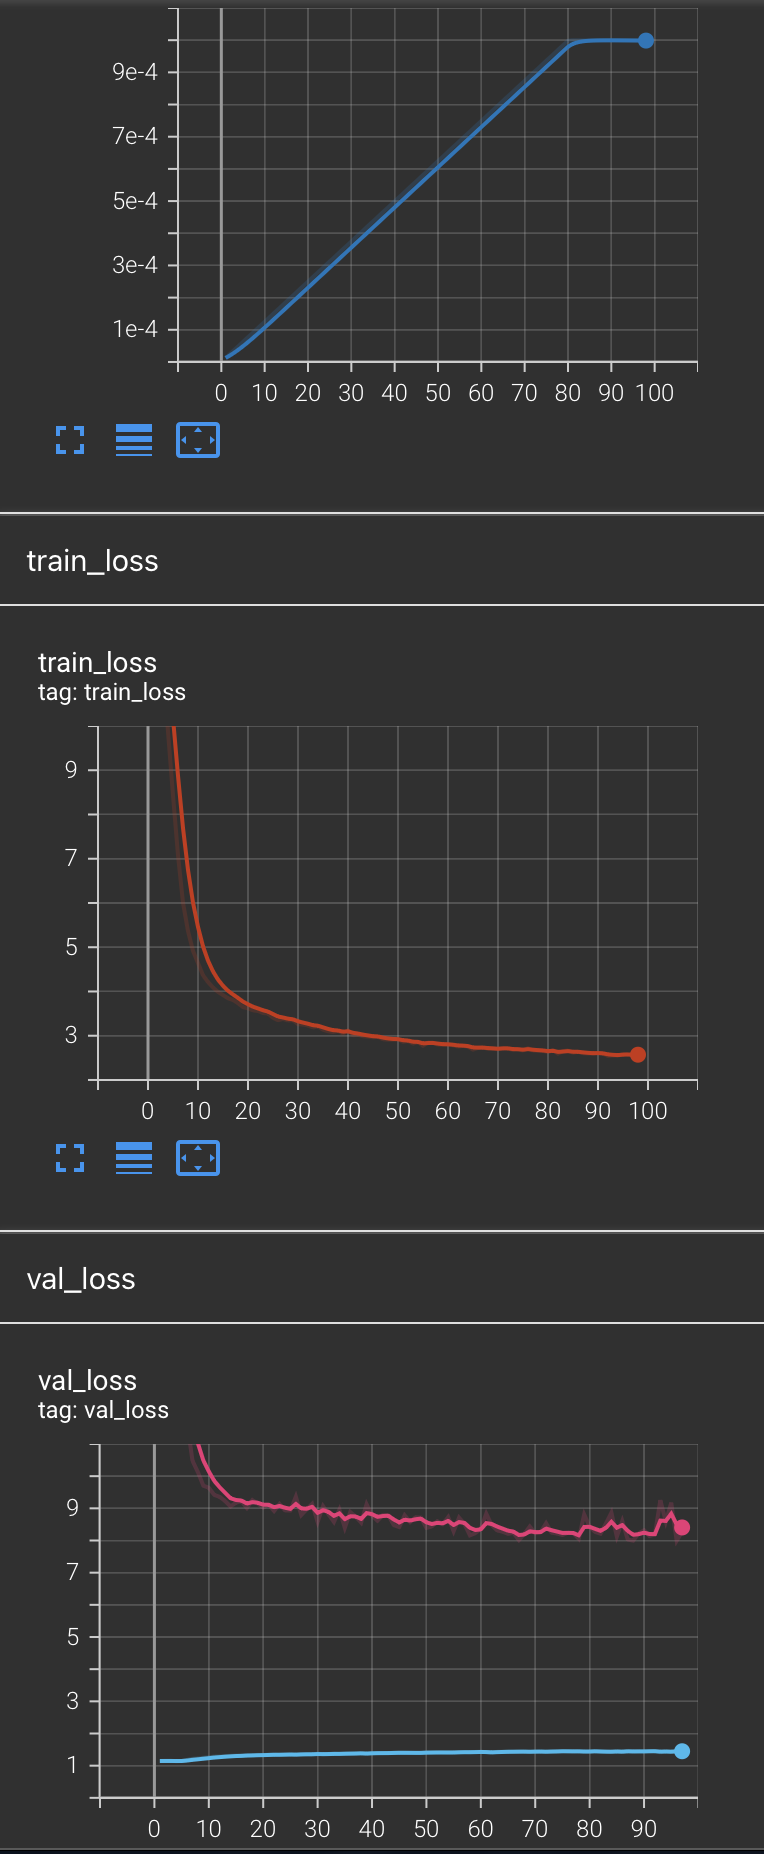 9e-4
7e-4
5e-4
3e-4
1e-4
0 10 20 30 40 50 60 70 80 90 100
train_loss
train_loss
tag: train_loss
9
7
5
3
0 10 20 30 40 50 60 70 80 90 100
val_loss
val_loss
tag: val_loss
9
7
5
3
1
0 10 20 30 40 50 60 70 80 90